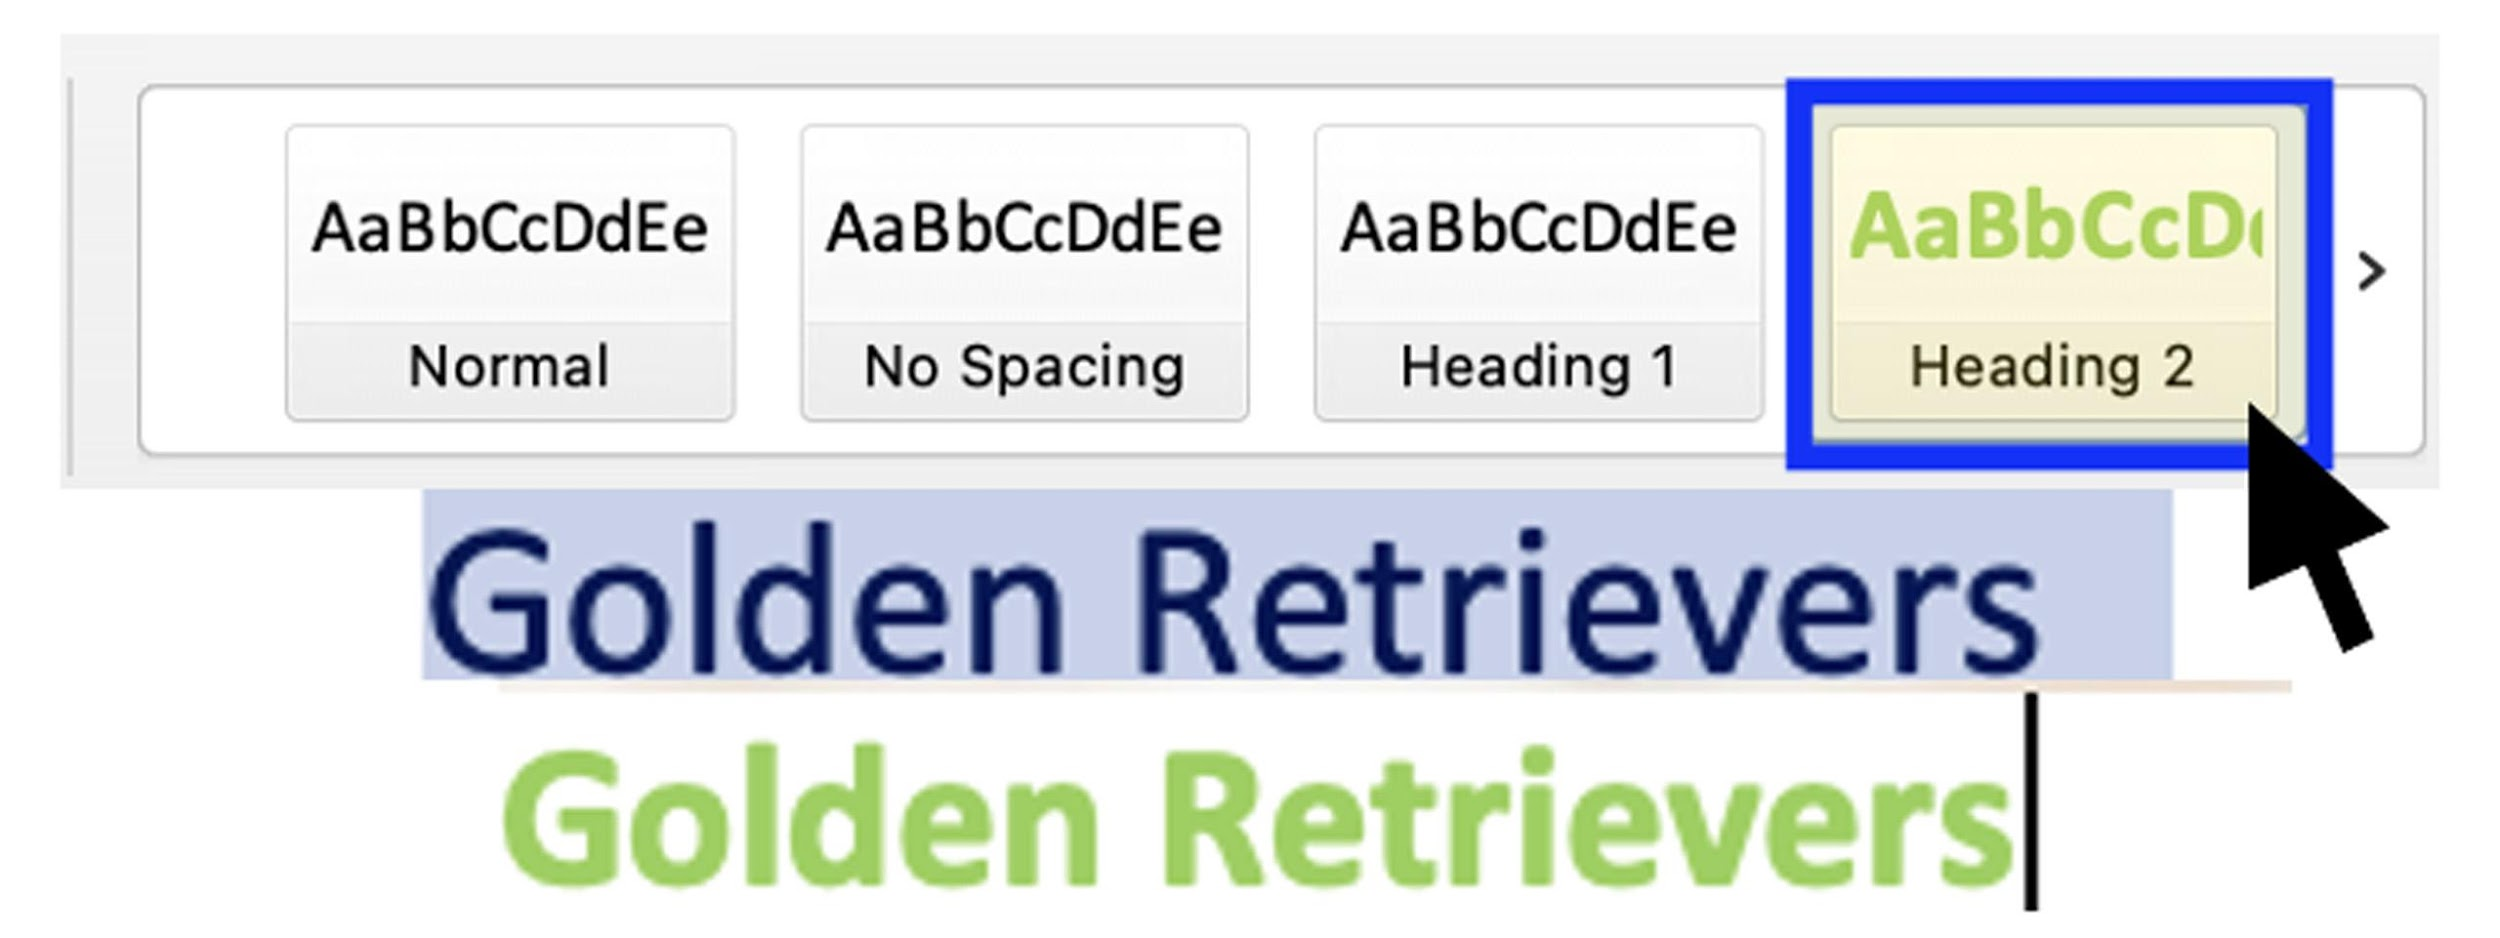 AaBbCcDdEe AaBbCcDdEe AaBbCcDdEe AaBbCcD
Normal No Spacing Heading 1 Heading 2
Golden Retrievers
Golden Retrievers